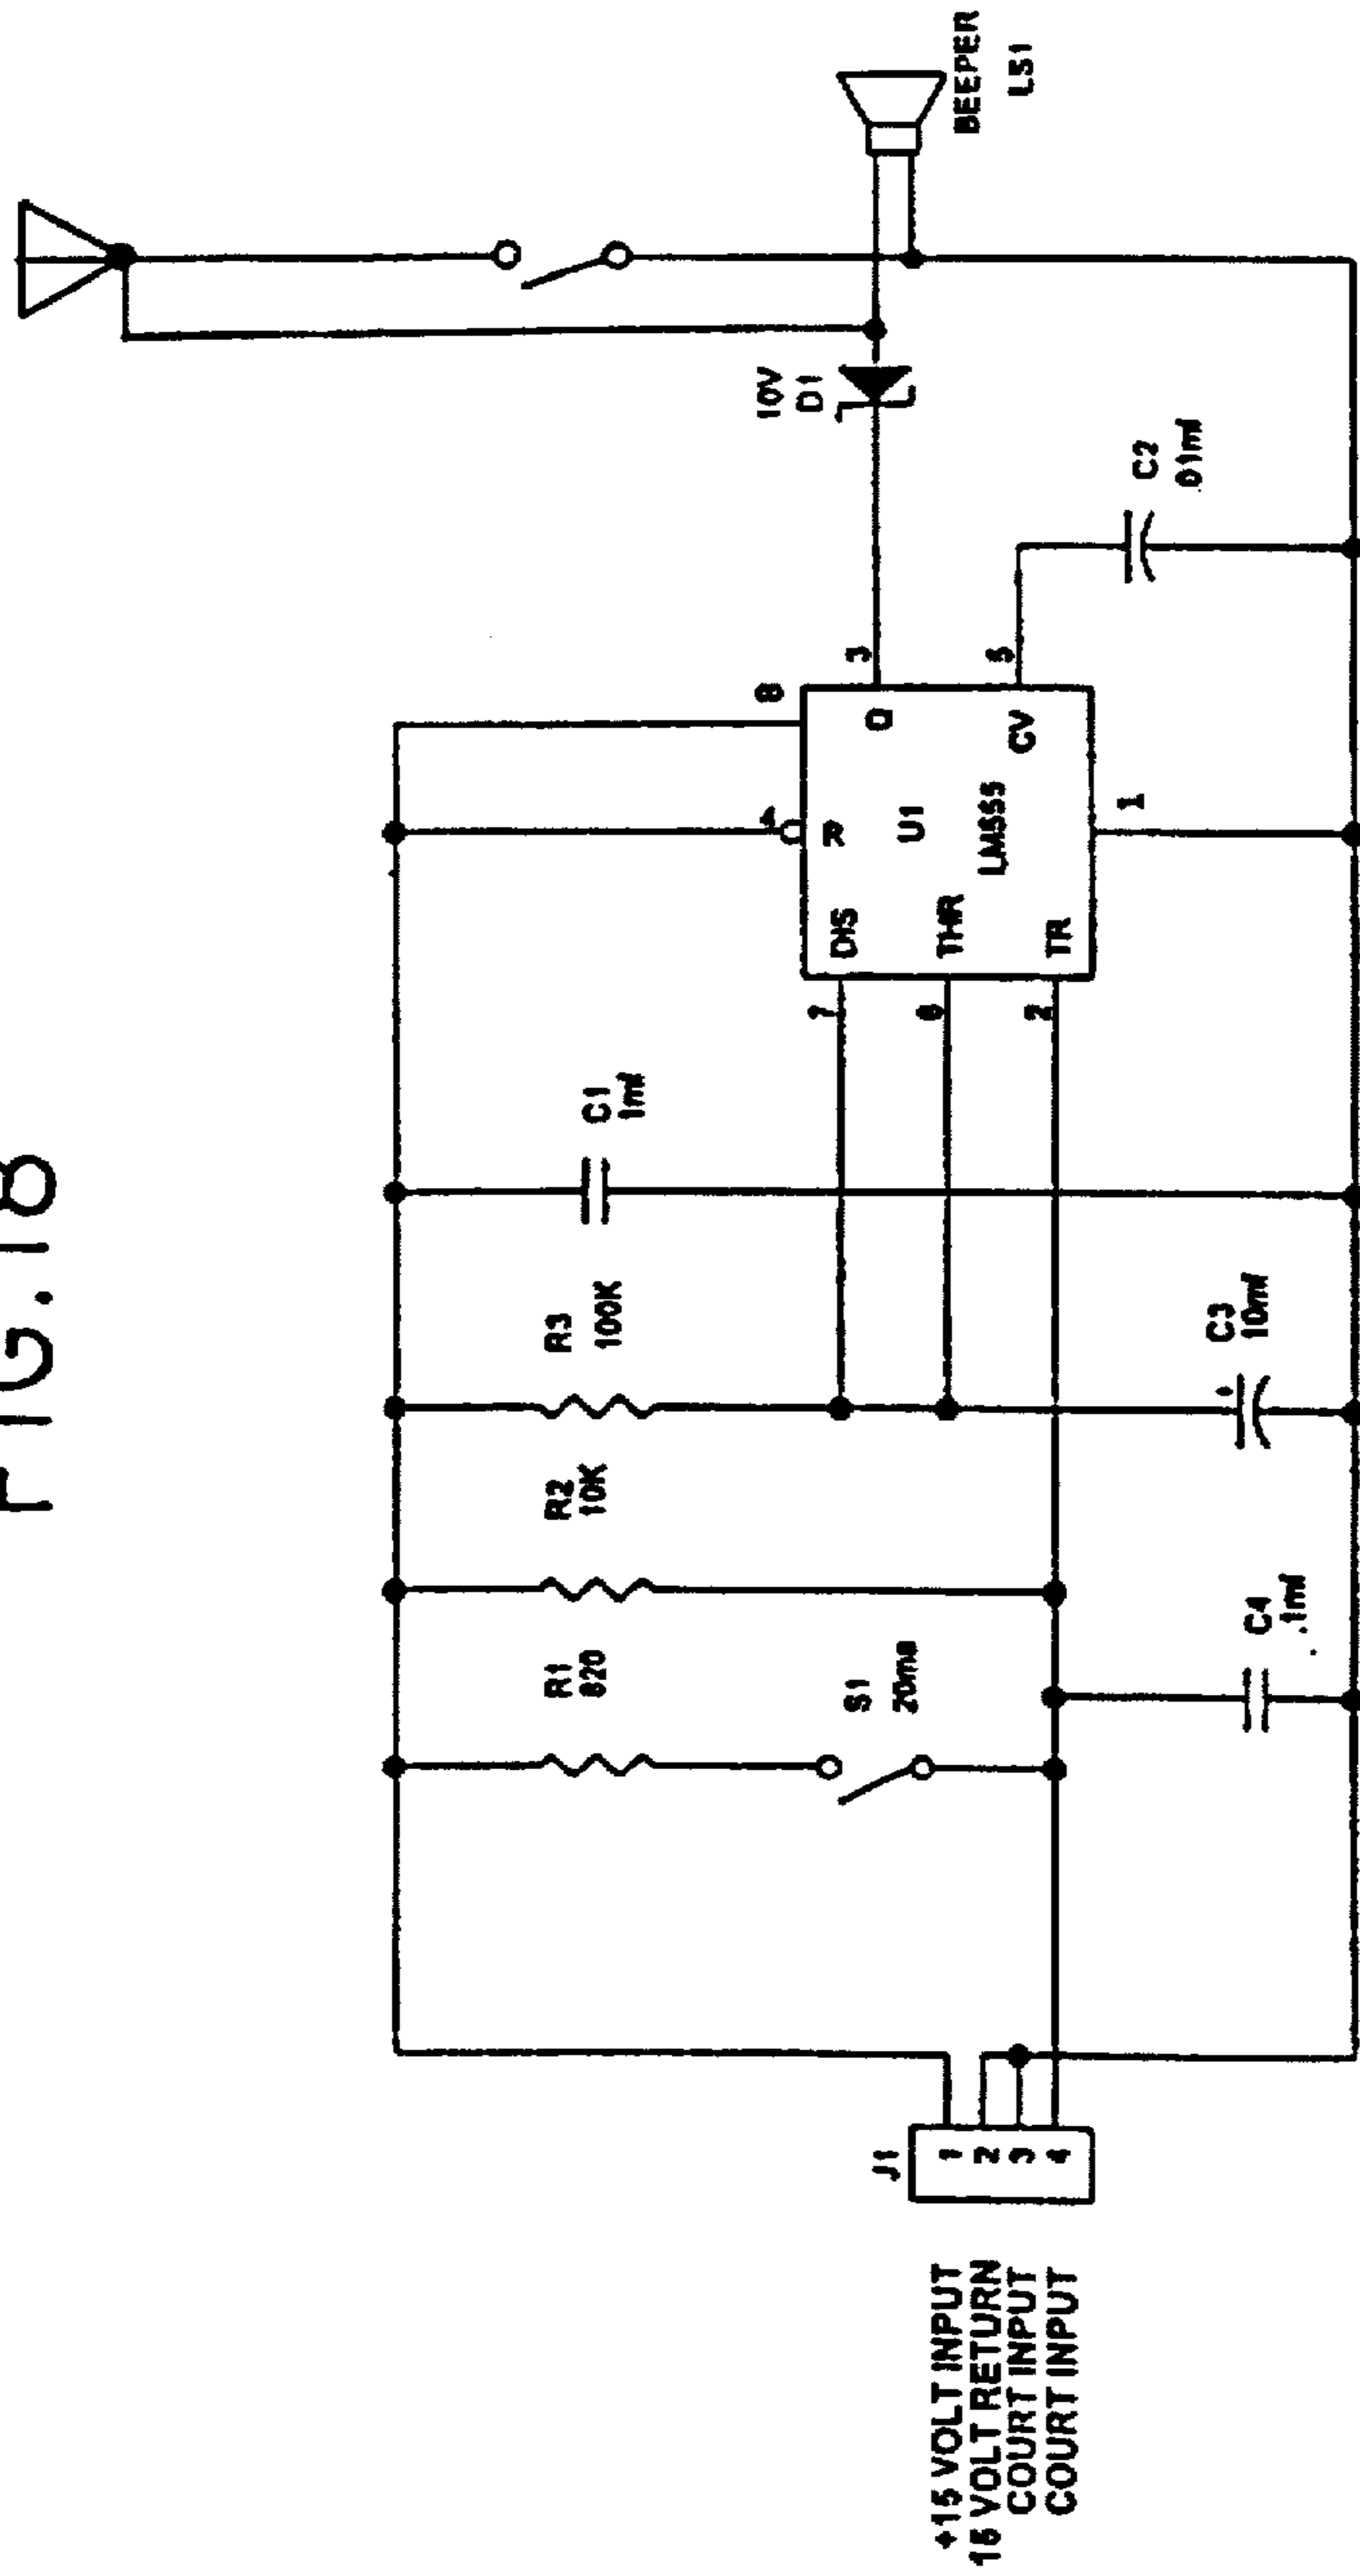 FIG.18
+15 VOLT INPUT
15 VOLT RETURN
COURT INPUT
COURT INPUT
J1
1
2
3
4
R1
820
S1
20ms
R2
10K
R3
100K
C1
1mf
C4
.1mf
C3
10mf
7
6
2
DIS
THR
TR
4
R
U1
LM555
8
Q
CV
3
5
1
10V
D1
C2
.01mf
BEEPER
LS1